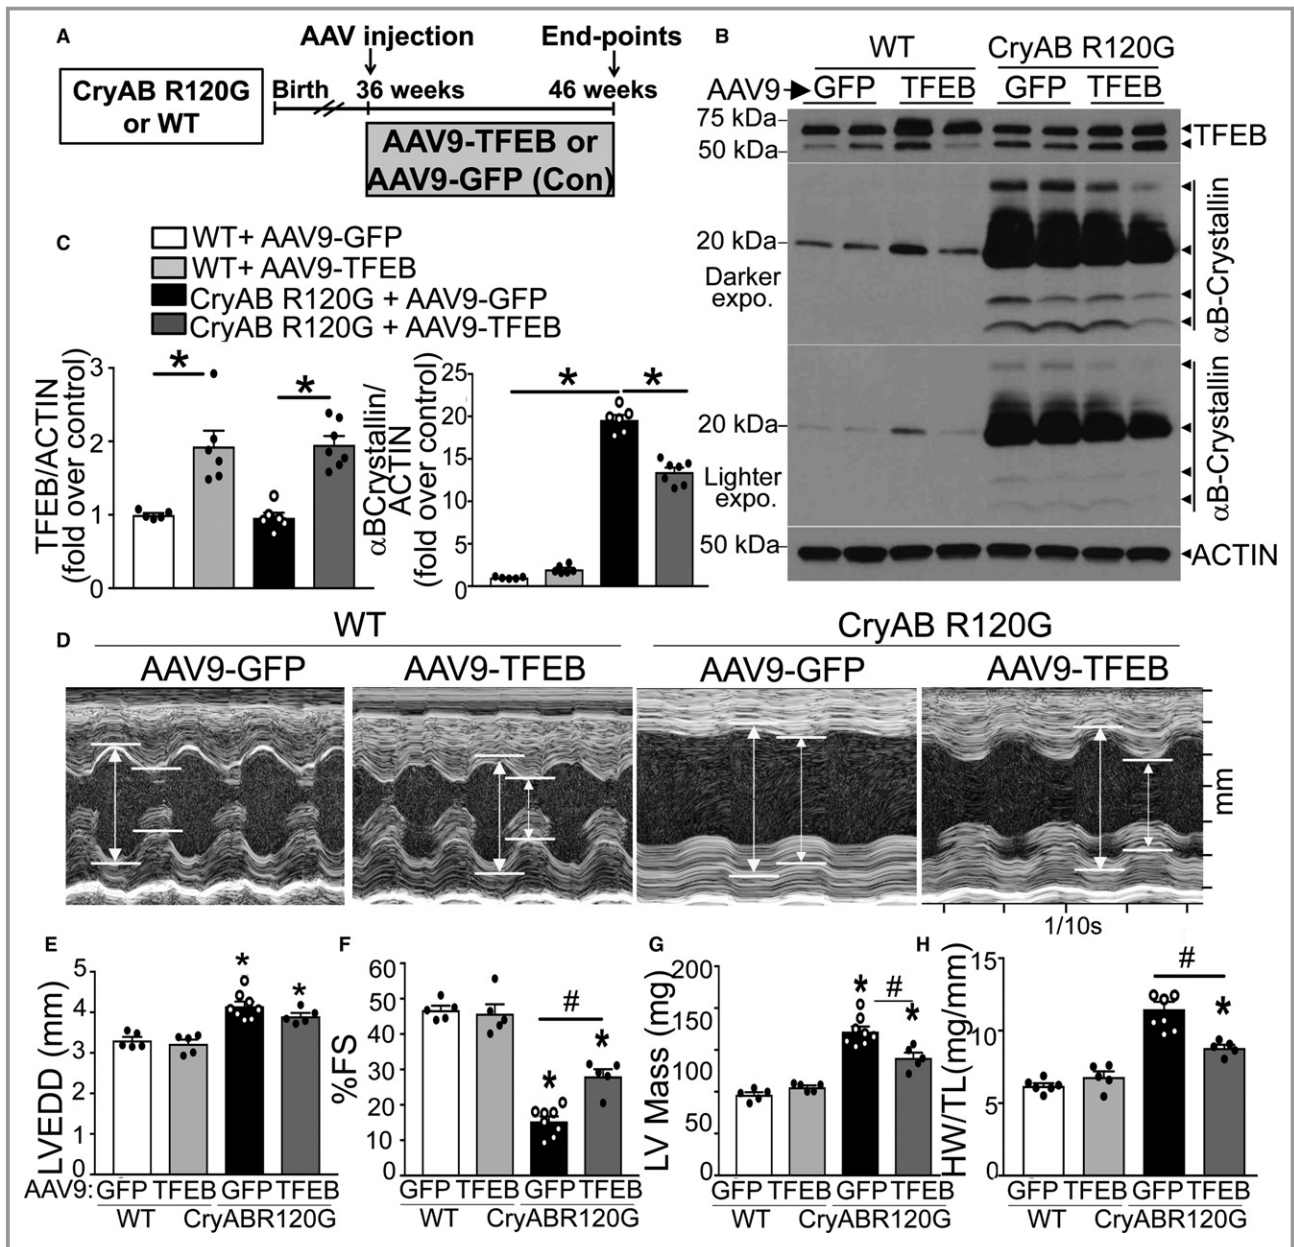 A
AAV injection
End-points
CryAB R120G
or WT
Birth
36 weeks
46 weeks
AAV9-TFEB or
AAV9-GFP (Con)
B
WT
CryAB R120G
AAV9
GFP
TFEB
GFP
TFEB
75 kDa
50 kDa
TFEB
20 kDa
Darker
expo.
αB-Crystallin
20 kDa
Lighter
expo.
αB-Crystallin
50 kDa
ACTIN
C
WT+ AAV9-GFP
WT+ AAV9-TFEB
CryAB R120G + AAV9-GFP
CryAB R120G + AAV9-TFEB
TFEB/ACTIN
(fold over control)
3
2
1
0
*
*
αBCrystallin/
ACTIN
(fold over control)
25
20
15
10
5
0
*
*
D
WT
CryAB R120G
AAV9-GFP
AAV9-TFEB
AAV9-GFP
AAV9-TFEB
mm
1/10s
E
LVEDD (mm)
5
4
3
2
1
0
*
*
AAV9:
GFP
TFEB
GFP
TFEB
WT
CryABR120G
F
%FS
60
50
40
30
20
10
0
#
*
*
GFP
TFEB
GFP
TFEB
WT
CryABR120G
G
LV Mass (mg)
200
150
100
50
0
*
#
*
GFP
TFEB
GFP
TFEB
WT
CryABR120G
H
HW/TL(mg/mm)
15
10
5
0
#
*
GFP
TFEB
GFP
TFEB
WT
CryABR120G